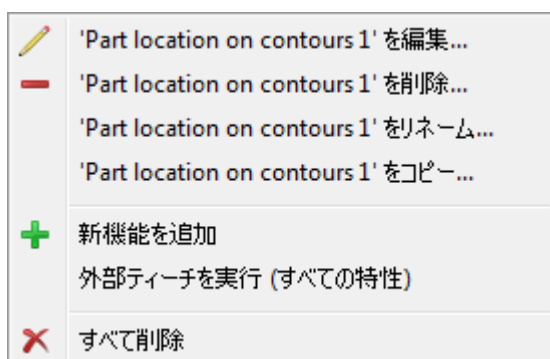 'Part location on contours 1' を編集...
'Part location on contours 1' を削除...
'Part location on contours 1' をリネーム...
'Part location on contours 1' をコピー...
新機能を追加
外部ティーチを実行 (すべての特性)
すべて削除